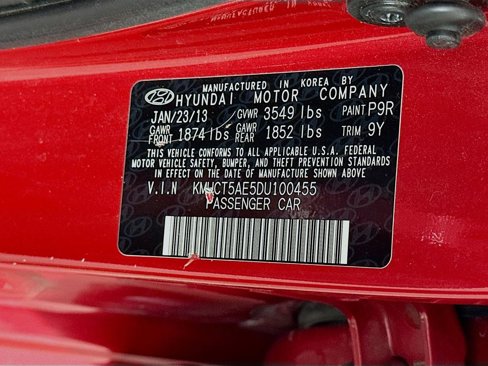 MANUFACTURED IN KOREA BY
HYUNDAI MOTOR COMPANY
JAN/23/13 GVWR 3549 lbs PAINT P9R
GAWR FRONT 1874 lbs GAWR REAR 1852 lbs TRIM 9Y
THIS VEHICLE CONFORMS TO ALL APPLICABLE U.S.A. FEDERAL
MOTOR VEHICLE SAFETY, BUMPER, AND THEFT PREVENTION
STANDARDS IN EFFECT ON THE DATE OF MANUFACTURE SHOWN ABOVE.
V.I.N KMHCT5AE5DU100455
PASSENGER CAR